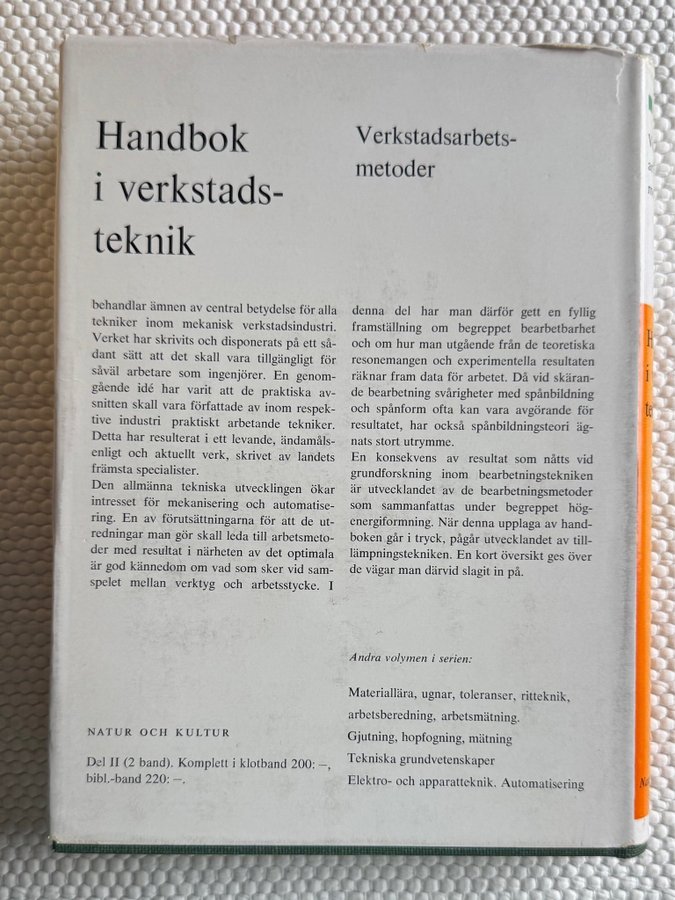 Handbok
i verkstads-
teknik
Verkstadsarbets-
metoder
behandlar ämnen av central betydelse för alla
tekniker inom mekanisk verkstadsindustri.
Verket har skrivits och disponerats på ett så-
dant sätt att det skall vara tillgängligt för
såväl arbetare som ingenjörer. En genom-
gående idé har varit att de praktiska av-
snitten skall vara författade av inom respek-
tive industri praktiskt arbetande tekniker.
Detta har resulterat i ett levande, ändamåls-
enligt och aktuellt verk, skrivet av landets
främsta specialister.
Den allmänna tekniska utvecklingen ökar
intresset för mekanisering och automatise-
ring. En av förutsättningarna för att de ut-
redningar man gör skall leda till arbetsmeto-
der med resultat i närheten av det optimala
är god kännedom om vad som sker vid sam-
spelet mellan verktyg och arbetsstycke. I
denna del har man därför gett en fyllig
framställning om begreppet bearbetbarhet
och om hur man utgående från de teoretiska
resonemangen och experimentella resultaten
räknar fram data för arbetet. Då vid skäran-
de bearbetning svårigheter med spånbildning
och spånform ofta kan vara avgörande för
resultatet, har också spånbildningsteori äg-
nats stort utrymme.
En konsekvens av resultat som nåtts vid
grundforskning inom bearbetningstekniken
är utvecklandet av de bearbetningsmetoder
som sammanfattas under begreppet hög-
energiformning. När denna upplaga av hand-
boken går i tryck, pågår utvecklandet av till-
lämpningstekniken. En kort översikt ges över
de vägar man därvid slagit in på.
Andra volymen i serien:
Materiallära, ugnar, toleranser, ritteknik,
arbetsberedning, arbetsmätning.
Gjutning, hopfogning, mätning
Tekniska grundvetenskaper
Elektro- och apparatteknik. Automatisering
NATUR OCH KULTUR
Del II (2 band). Komplett i klotband 200: –,
bibl.-band 220: –.